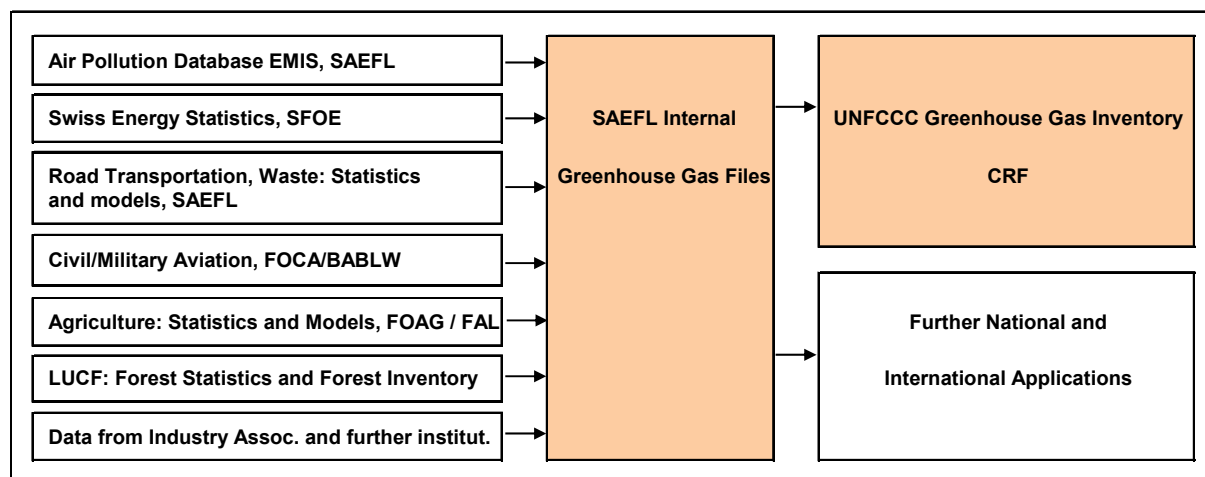 Air Pollution Database EMIS, SAEFL
Swiss Energy Statistics, SFOE
Road Transportation, Waste: Statistics
and models, SAEFL
Civil/Military Aviation, FOCA/BABLW
Agriculture: Statistics and Models, FOAG / FAL
LUCF: Forest Statistics and Forest Inventory
Data from Industry Assoc. and further institut.
SAEFL Internal
Greenhouse Gas Files
UNFCCC Greenhouse Gas Inventory
CRF
Further National and
International Applications